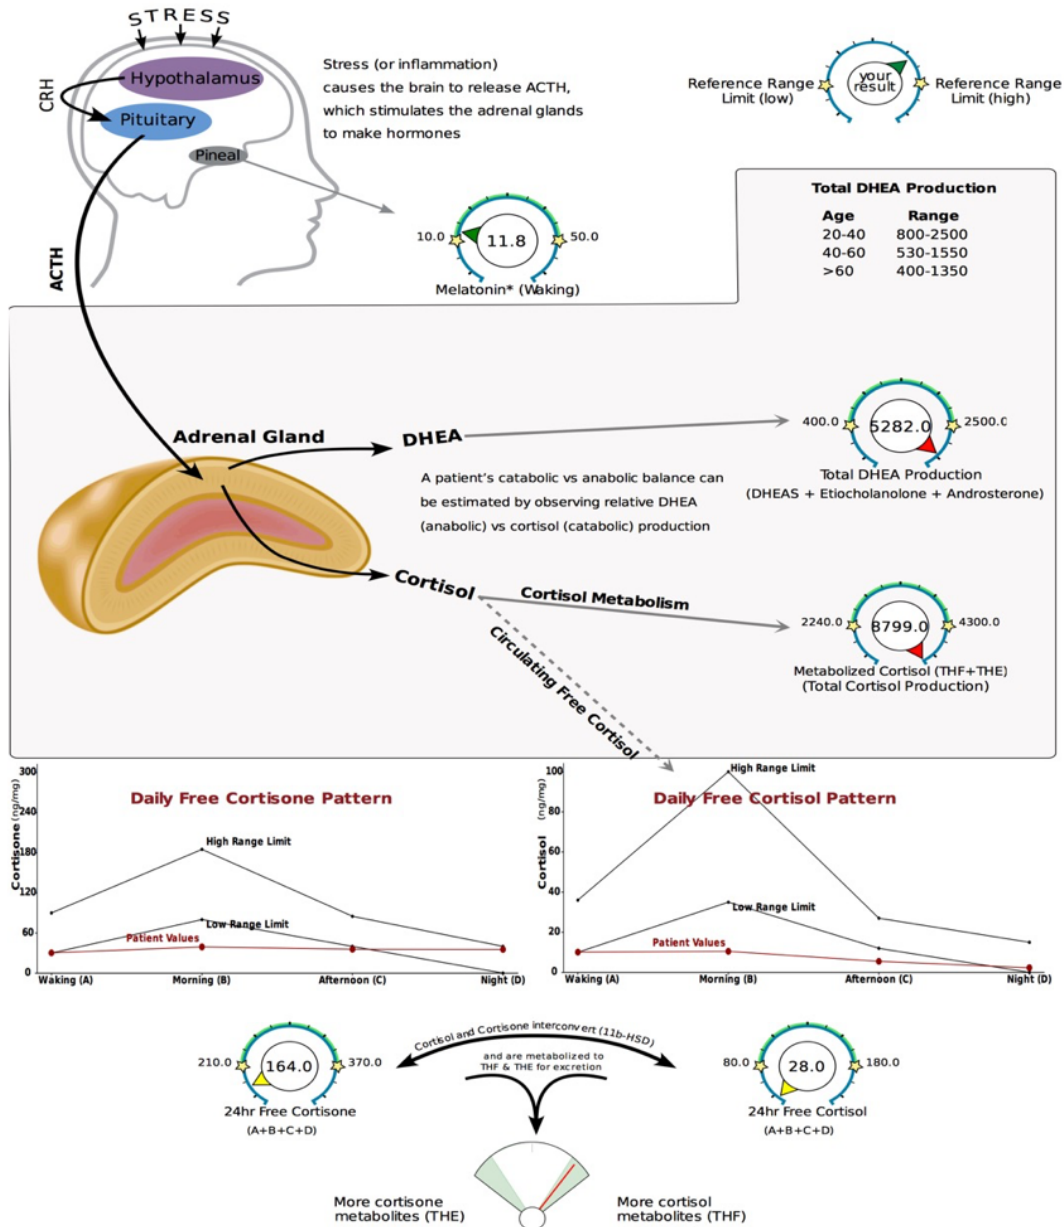 STRESS
Hypothalamus
CRH
Pituitary
Pineal
ACTH
Stress (or inflammation)
causes the brain to release ACTH,
which stimulates the adrenal glands
to make hormones
Reference Range
Limit (low)
your
result
Reference Range
Limit (high)
10.0
11.8
50.0
Melatonin* (Waking)
Total DHEA Production
Age Range
20-40 800-2500
40-60 530-1550
>60 400-1350
Adrenal Gland
DHEA
400.0
5282.0
2500.0
Total DHEA Production
(DHEAS + Etiocholanolone + Androsterone)
A patient's catabolic vs anabolic balance can
be estimated by observing relative DHEA
(anabolic) vs cortisol (catabolic) production
Cortisol
Cortisol Metabolism
Circulating Free Cortisol
2240.0
8799.0
4300.0
Metabolized Cortisol (THF+THE)
(Total Cortisol Production)
Daily Free Cortisone Pattern
Cortisone (ng/mg)
300
240
180
120
60
0
High Range Limit
Low Range Limit
Patient Values
Waking (A) Morning (B) Afternoon (C) Night (D)
Daily Free Cortisol Pattern
Cortisol (ng/mg)
100
80
60
40
20
0
High Range Limit
Low Range Limit
Patient Values
Waking (A) Morning (B) Afternoon (C) Night (D)
210.0
164.0
370.0
24hr Free Cortisone
(A+B+C+D)
Cortisol and Cortisone interconvert (11b-HSD)
and are metabolized to
THF & THE for excretion
80.0
28.0
180.0
24hr Free Cortisol
(A+B+C+D)
More cortisone
metabolites (THE)
More cortisol
metabolites (THF)